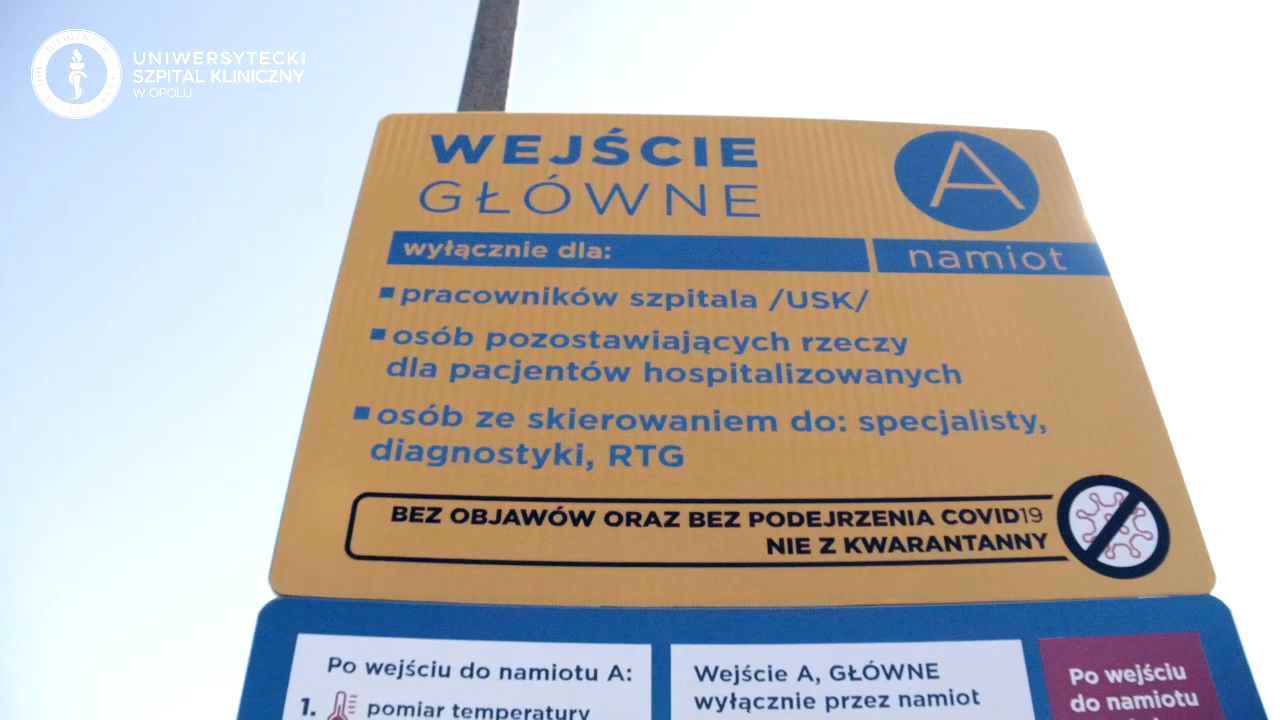 UNIWERSYTECKI
SZPITAL KLINICZNY
W OPOLU
WEJŚCIE
GŁÓWNE
A
wyłącznie dla:
namiot
pracowników szpitala /USK/
osób pozostawiających rzeczy
dla pacjentów hospitalizowanych
osób ze skierowaniem do: specjalisty,
diagnostyki, RTG
BEZ OBJAWÓW ORAZ BEZ PODEJRZENIA COVID19
NIE Z KWARANTANNY
Po wejściu do namiotu A:
1. pomiar temperatury
Wejście A, GŁÓWNE
wyłącznie przez namiot
Po wejściu
do namiotu